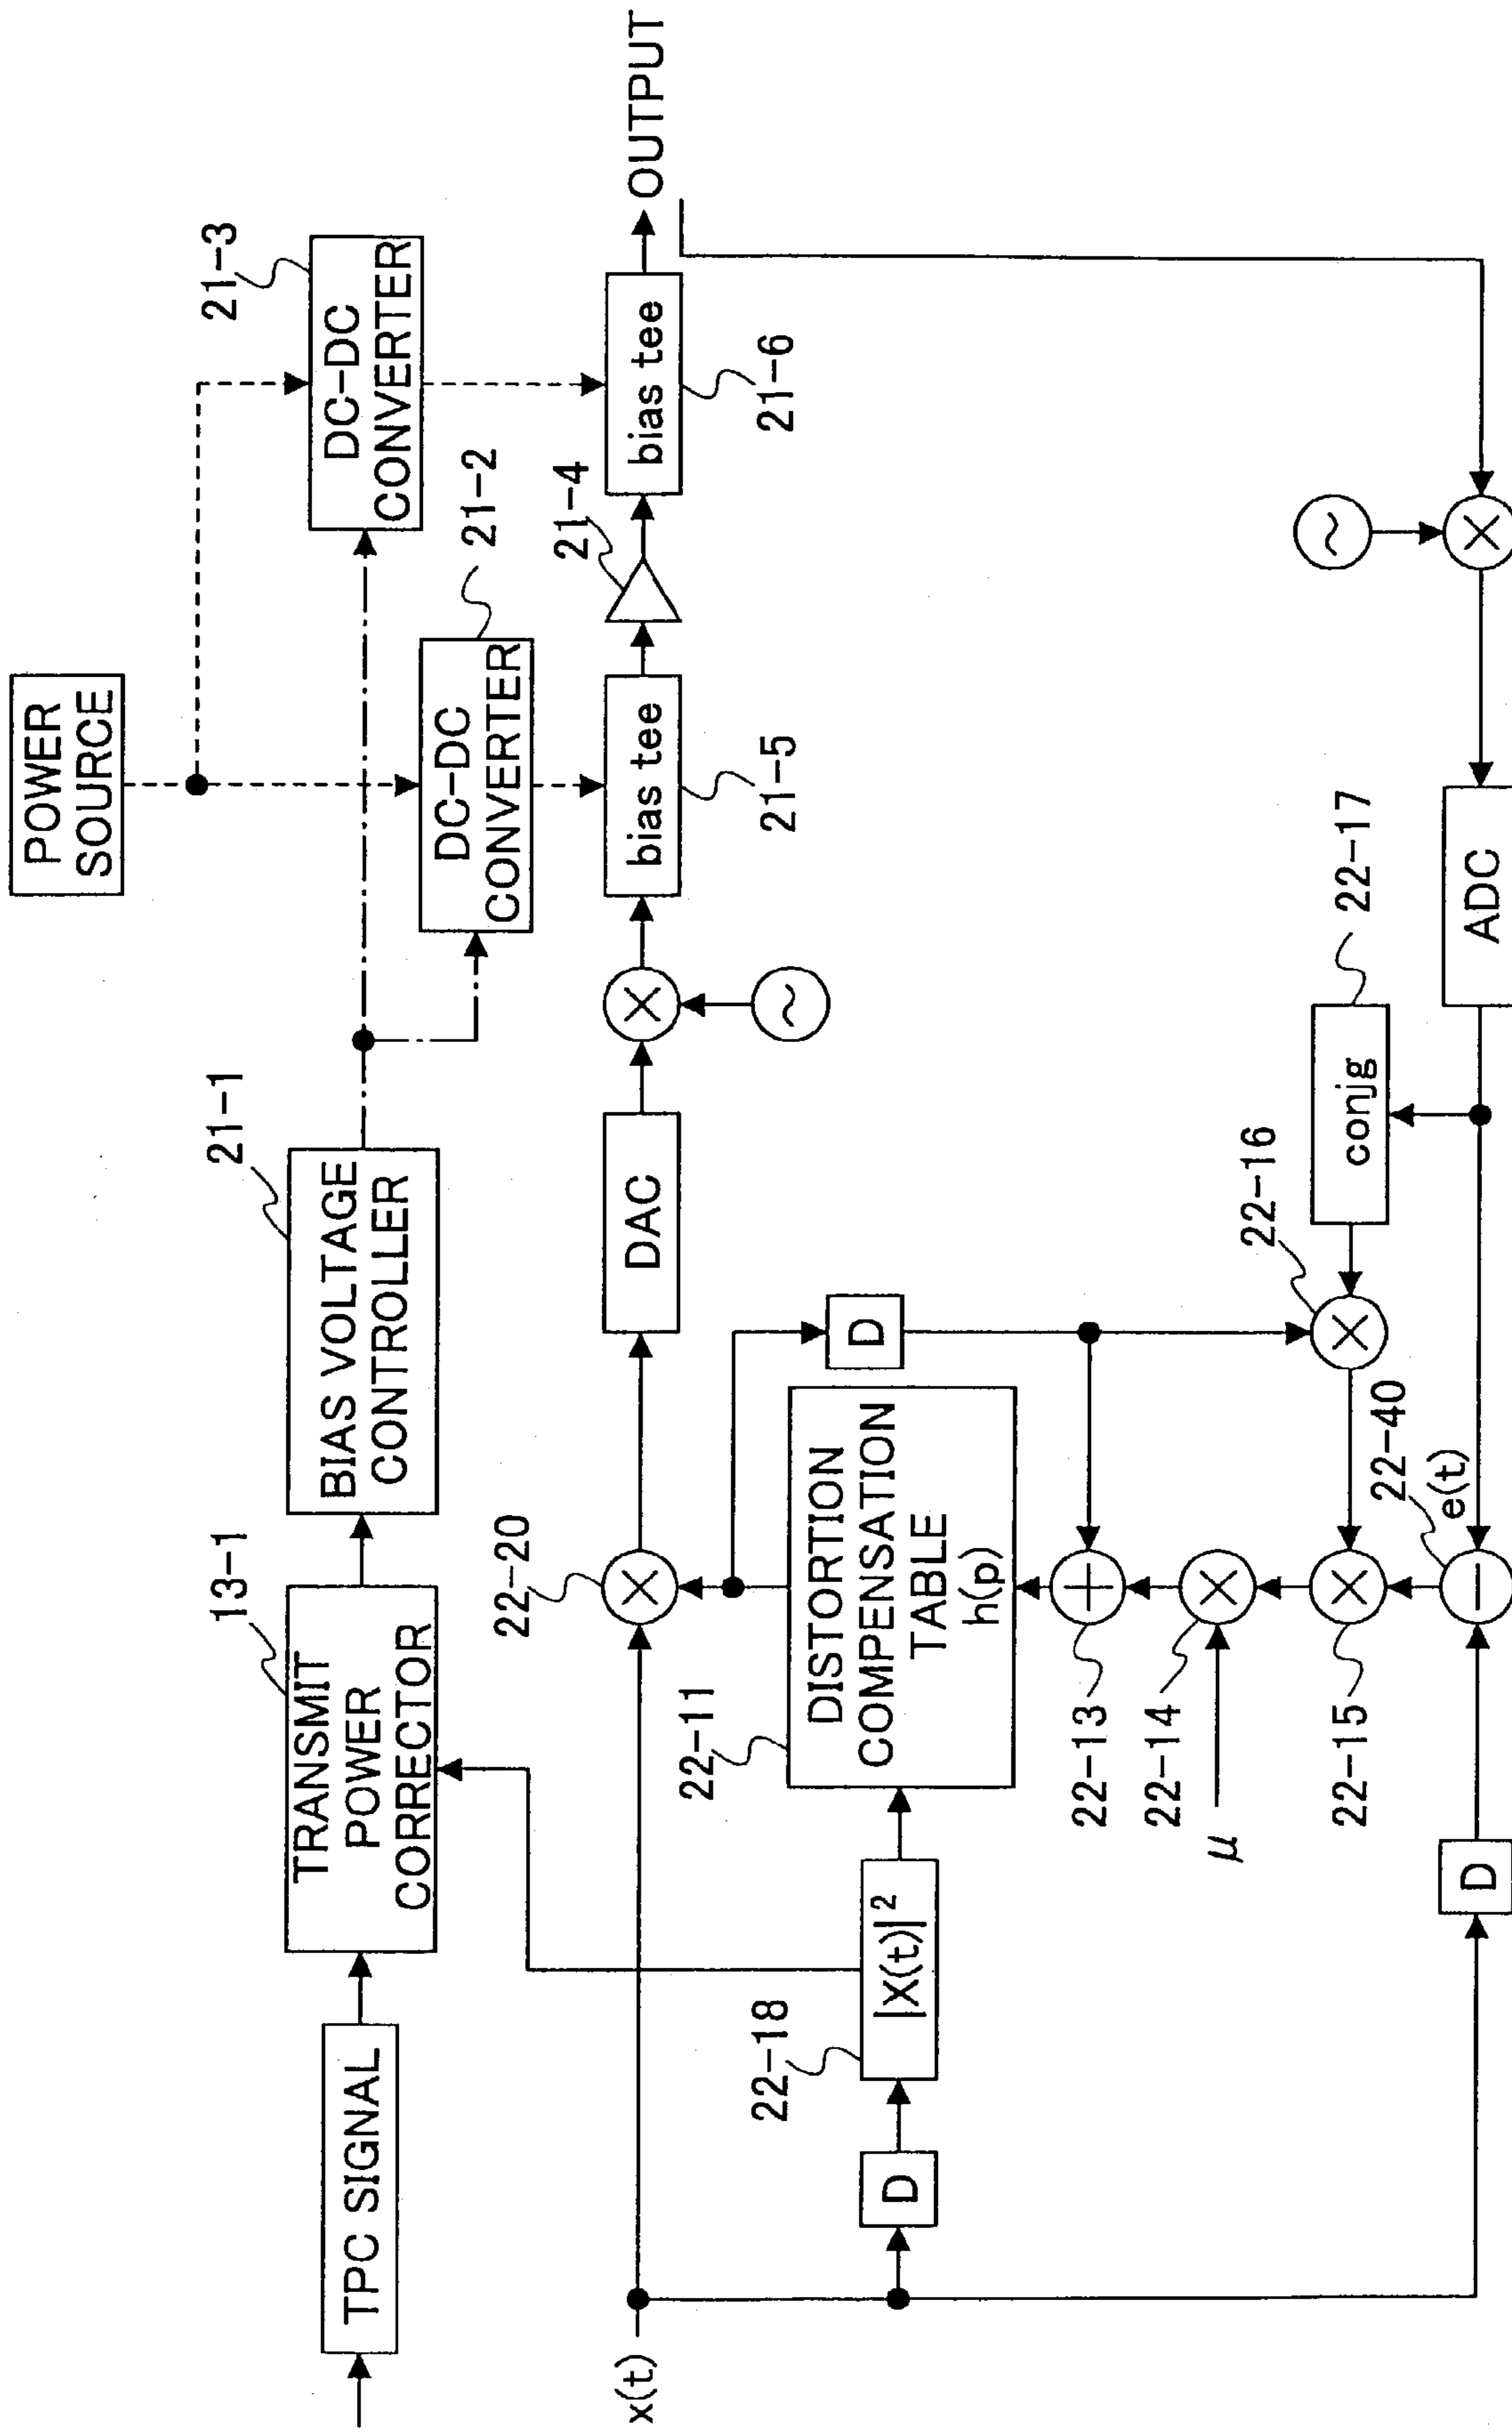 TPC SIGNAL
13-1
TRANSMIT
POWER
CORRECTOR
21-1
BIAS VOLTAGE
CONTROLLER
POWER
SOURCE
21-3
DC-DC
CONVERTER
21-2
DC-DC
CONVERTER
x(t)
22-20
×
DAC
×
~
bias tee
21-5
21-4
bias tee
21-6
OUTPUT
D
22-18
|X(t)|²
22-11
DISTORTION
COMPENSATION
TABLE
h(p)
D
22-13
+
22-14
×
μ
22-15
×
22-16
×
22-17
conjg
~
×
D
22-40
e(t)
−
ADC